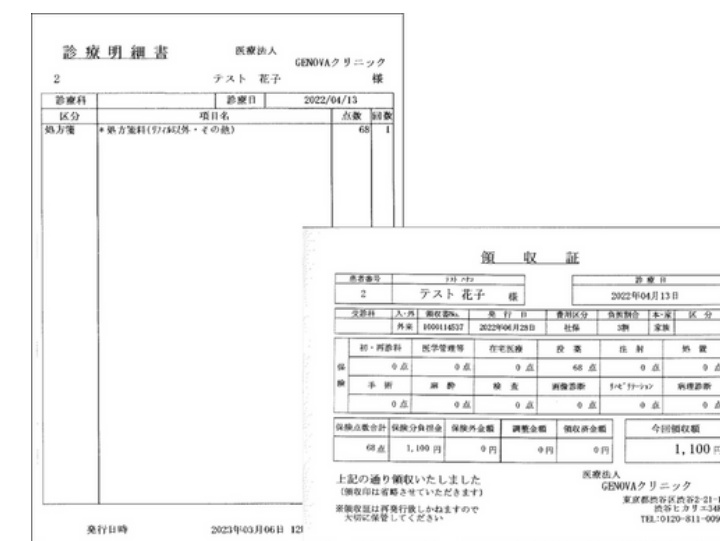 診療明細書
医療法人
GENOVAクリニック
2 テスト 花子 様
診療科 診療日 2022/04/13
区分 項目名 点数 回数
処方箋 *処方箋料(リフィル以外・その他) 68 1
発行日時 2023年03月06日 12
領収証
患者番号 テスト ハナコ 診療日
2 テスト 花子 様 2022年04月13日
受診科 入・外 領収書No. 発行日 費用区分 負担割合 本・家 区分
外来 1000114537 2022年06月28日 社保 3割 家族
保険
初・再診料 医学管理等 在宅医療 投薬 注射 処置
0点 0点 0点 68点 0点 0点
手術 麻酔 検査 画像診断 リハビリテーション 病理診断
0点 0点 0点 0点 0点 0点
保険点数合計 保険分負担金 保険外金額 調整金額 領収済金額 今回領収額
68点 1,100円 0円 0円 0円 1,100円
上記の通り領収いたしました
(領収印は省略させていただきます)
※領収証は再発行致しかねますので
大切に保管してください
医療法人
GENOVAクリニック
東京都渋谷区渋谷2-21-1
渋谷ヒカリエ34
TEL:0120-811-009